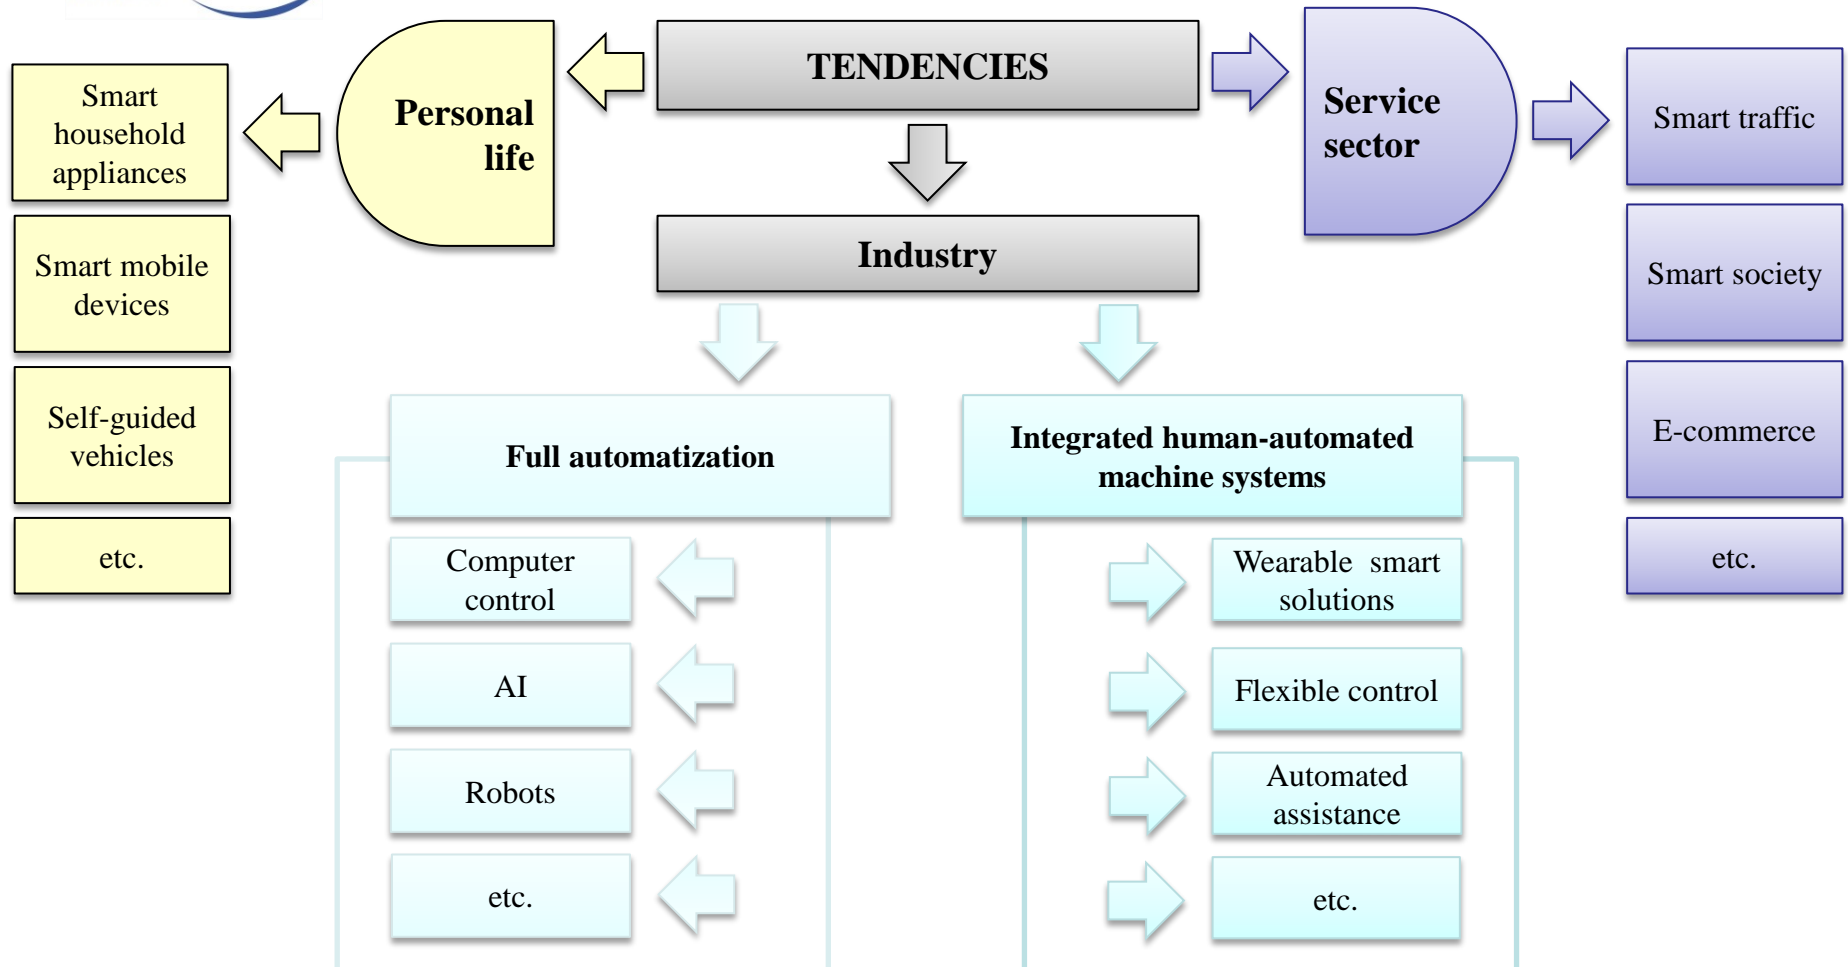 TENDENCIES
Personal
life
Service
sector
Smart
household
appliances
Smart mobile
devices
Self-guided
vehicles
etc.
Smart traffic
Smart society
E-commerce
etc.
Industry
Full automatization
Computer
control
AI
Robots
etc.
Integrated human-automated
machine systems
Wearable smart
solutions
Flexible control
Automated
assistance
etc.